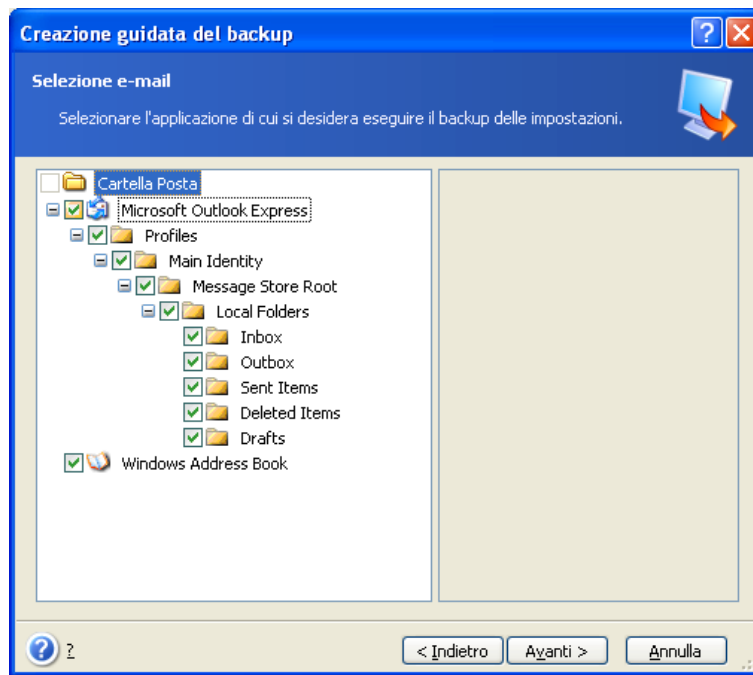 Creazione guidata del backup
Selezione e-mail
Selezionare l'applicazione di cui si desidera eseguire il backup delle impostazioni.
Cartella Posta
Microsoft Outlook Express
Profiles
Main Identity
Message Store Root
Local Folders
Inbox
Outbox
Sent Items
Deleted Items
Drafts
Windows Address Book
? < Indietro Avanti > Annulla